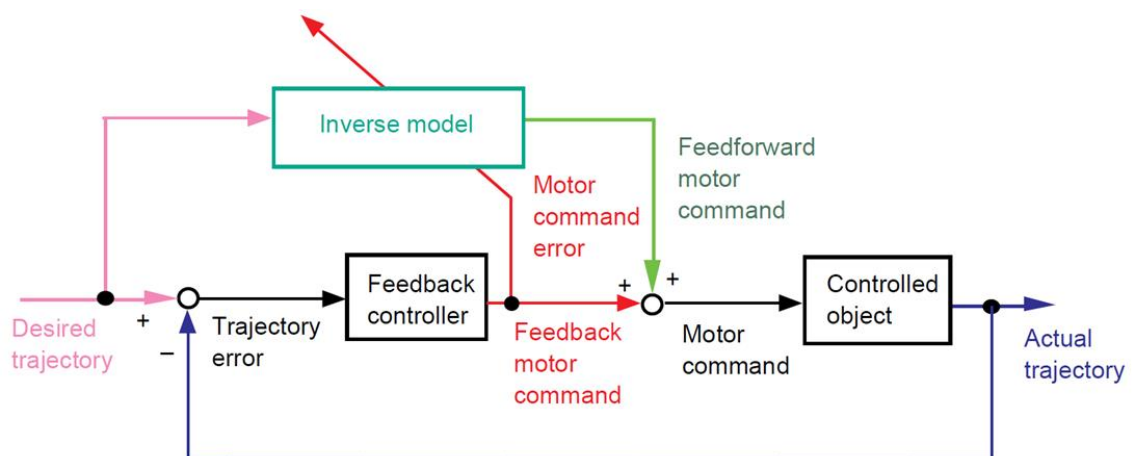 Inverse model
Feedforward
motor
command
Motor
command
error
Feedback
controller
Controlled
object
+
+
+
−
Desired
trajectory
Trajectory
error
Feedback
motor
command
Motor
command
Actual
trajectory